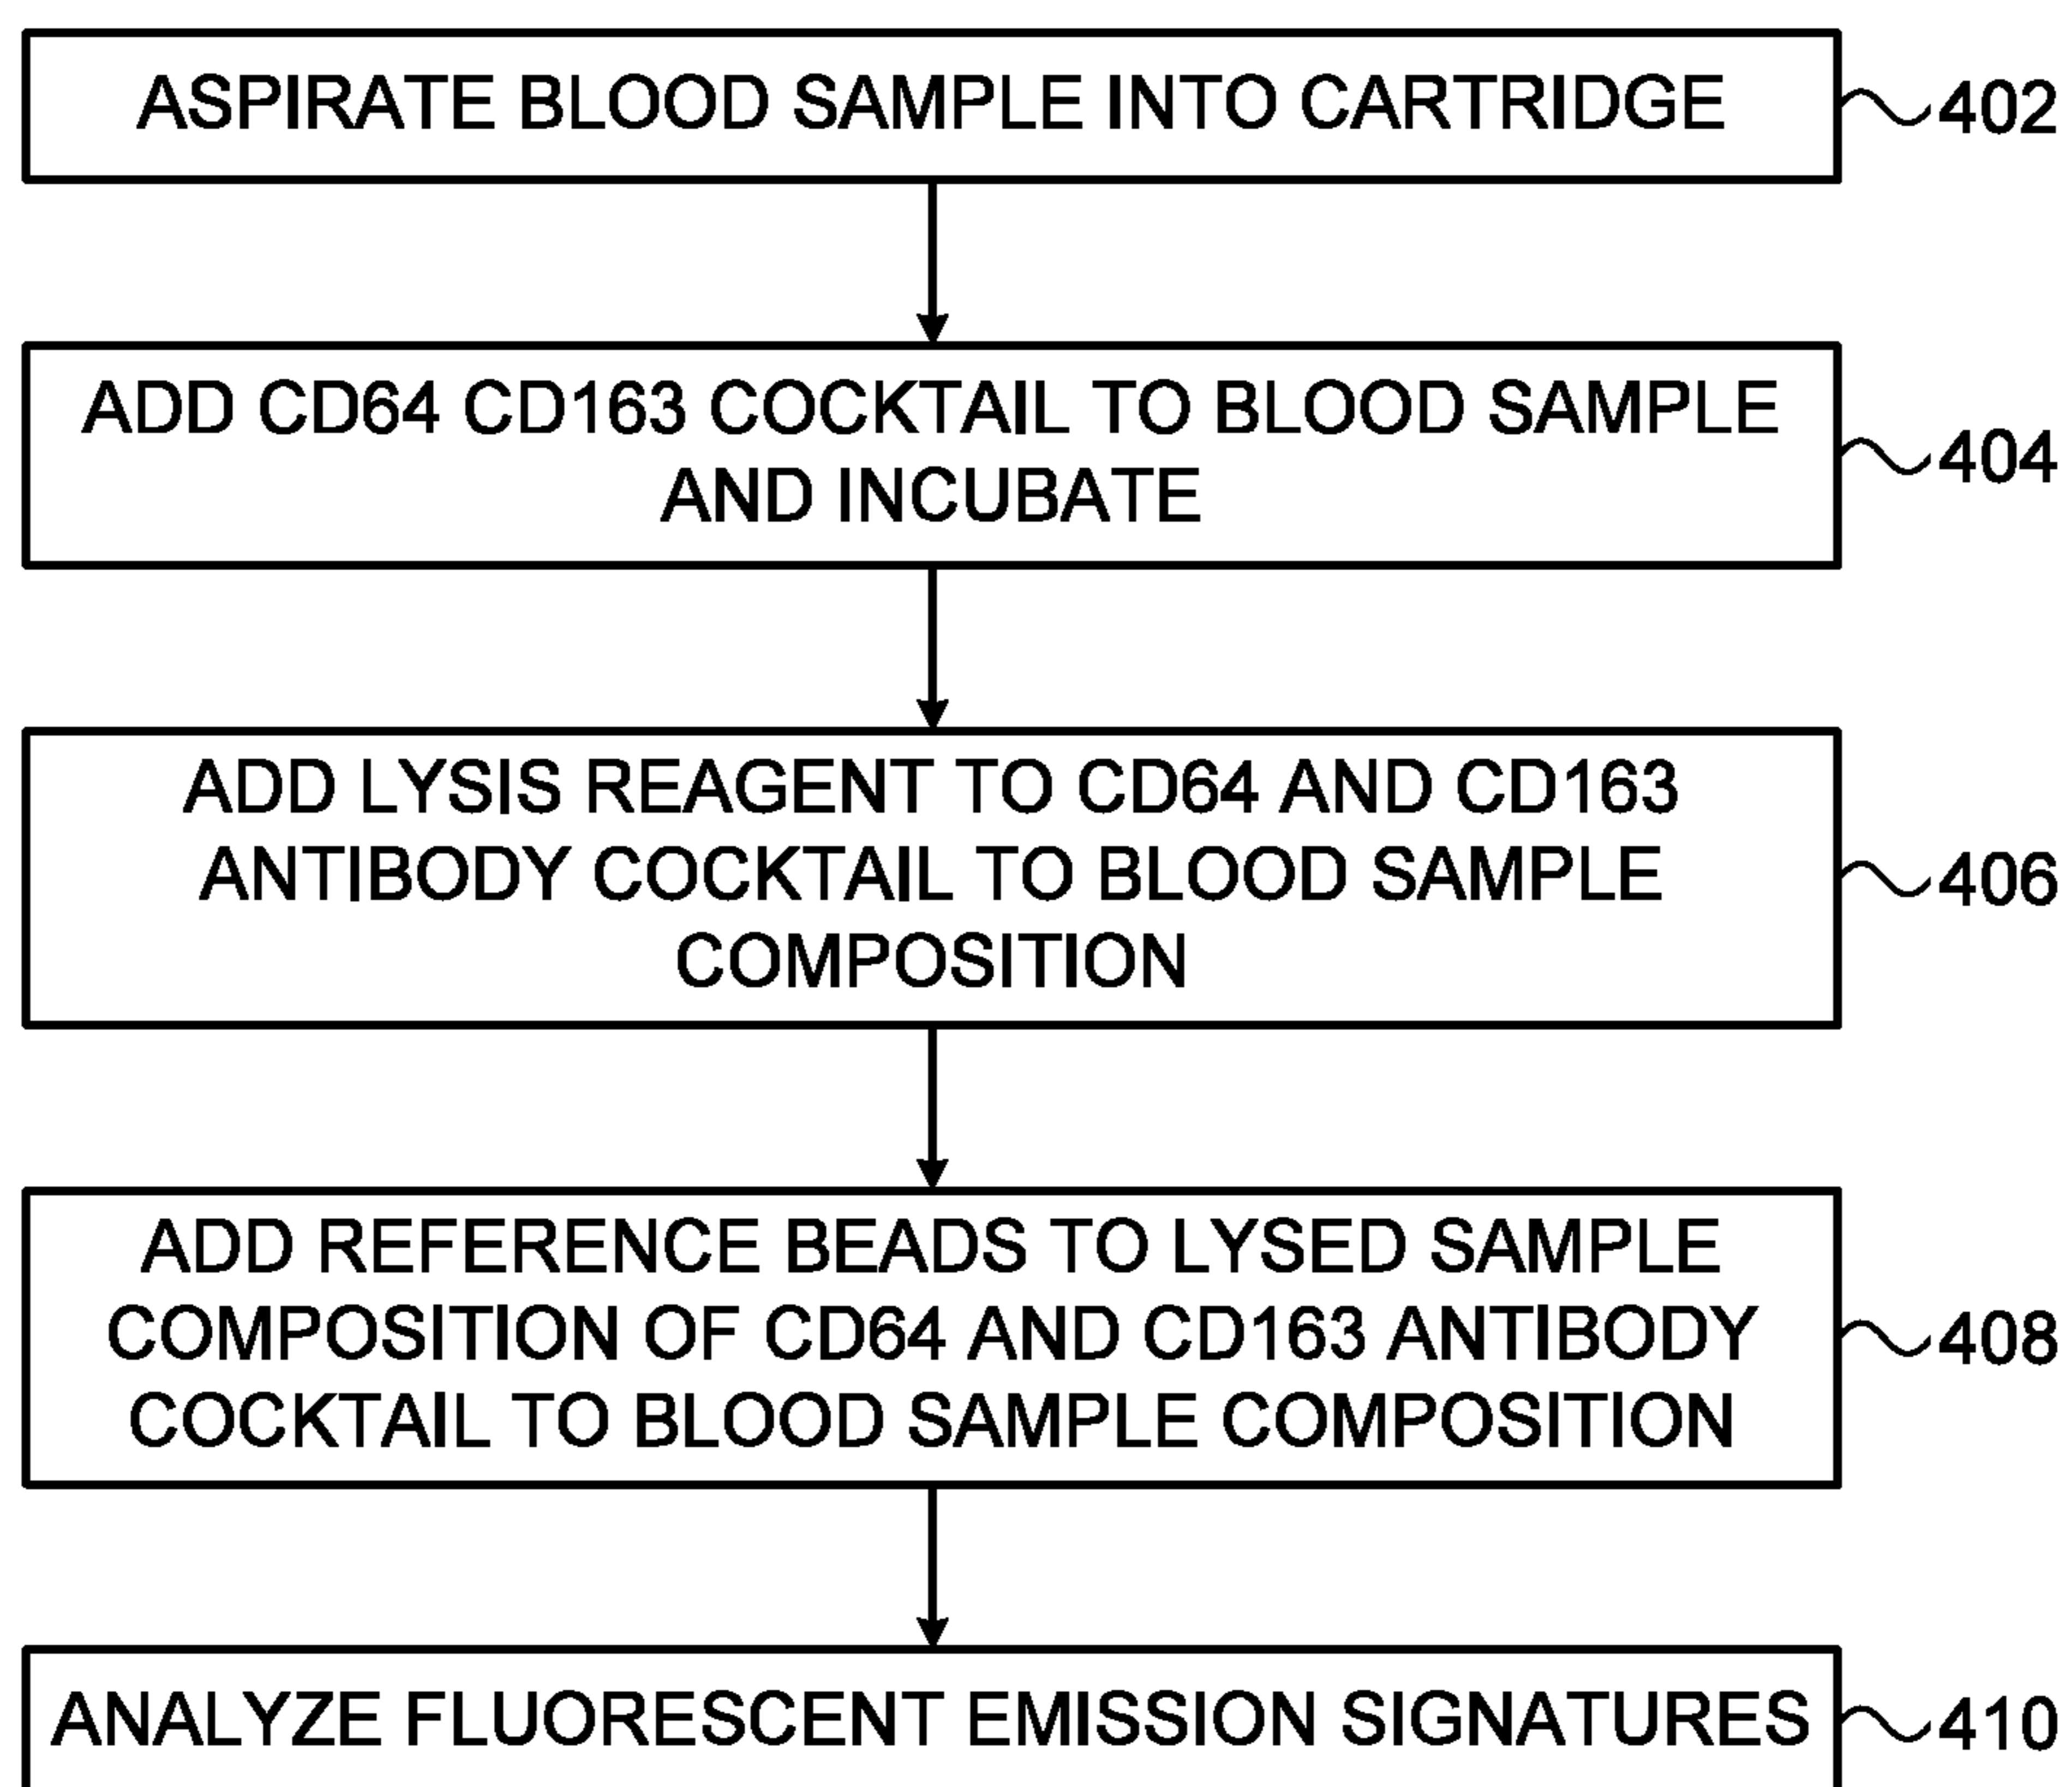 ASPIRATE BLOOD SAMPLE INTO CARTRIDGE
402
ADD CD64 CD163 COCKTAIL TO BLOOD SAMPLE
AND INCUBATE
404
ADD LYSIS REAGENT TO CD64 AND CD163
ANTIBODY COCKTAIL TO BLOOD SAMPLE
COMPOSITION
406
ADD REFERENCE BEADS TO LYSED SAMPLE
COMPOSITION OF CD64 AND CD163 ANTIBODY
COCKTAIL TO BLOOD SAMPLE COMPOSITION
408
ANALYZE FLUORESCENT EMISSION SIGNATURES
410